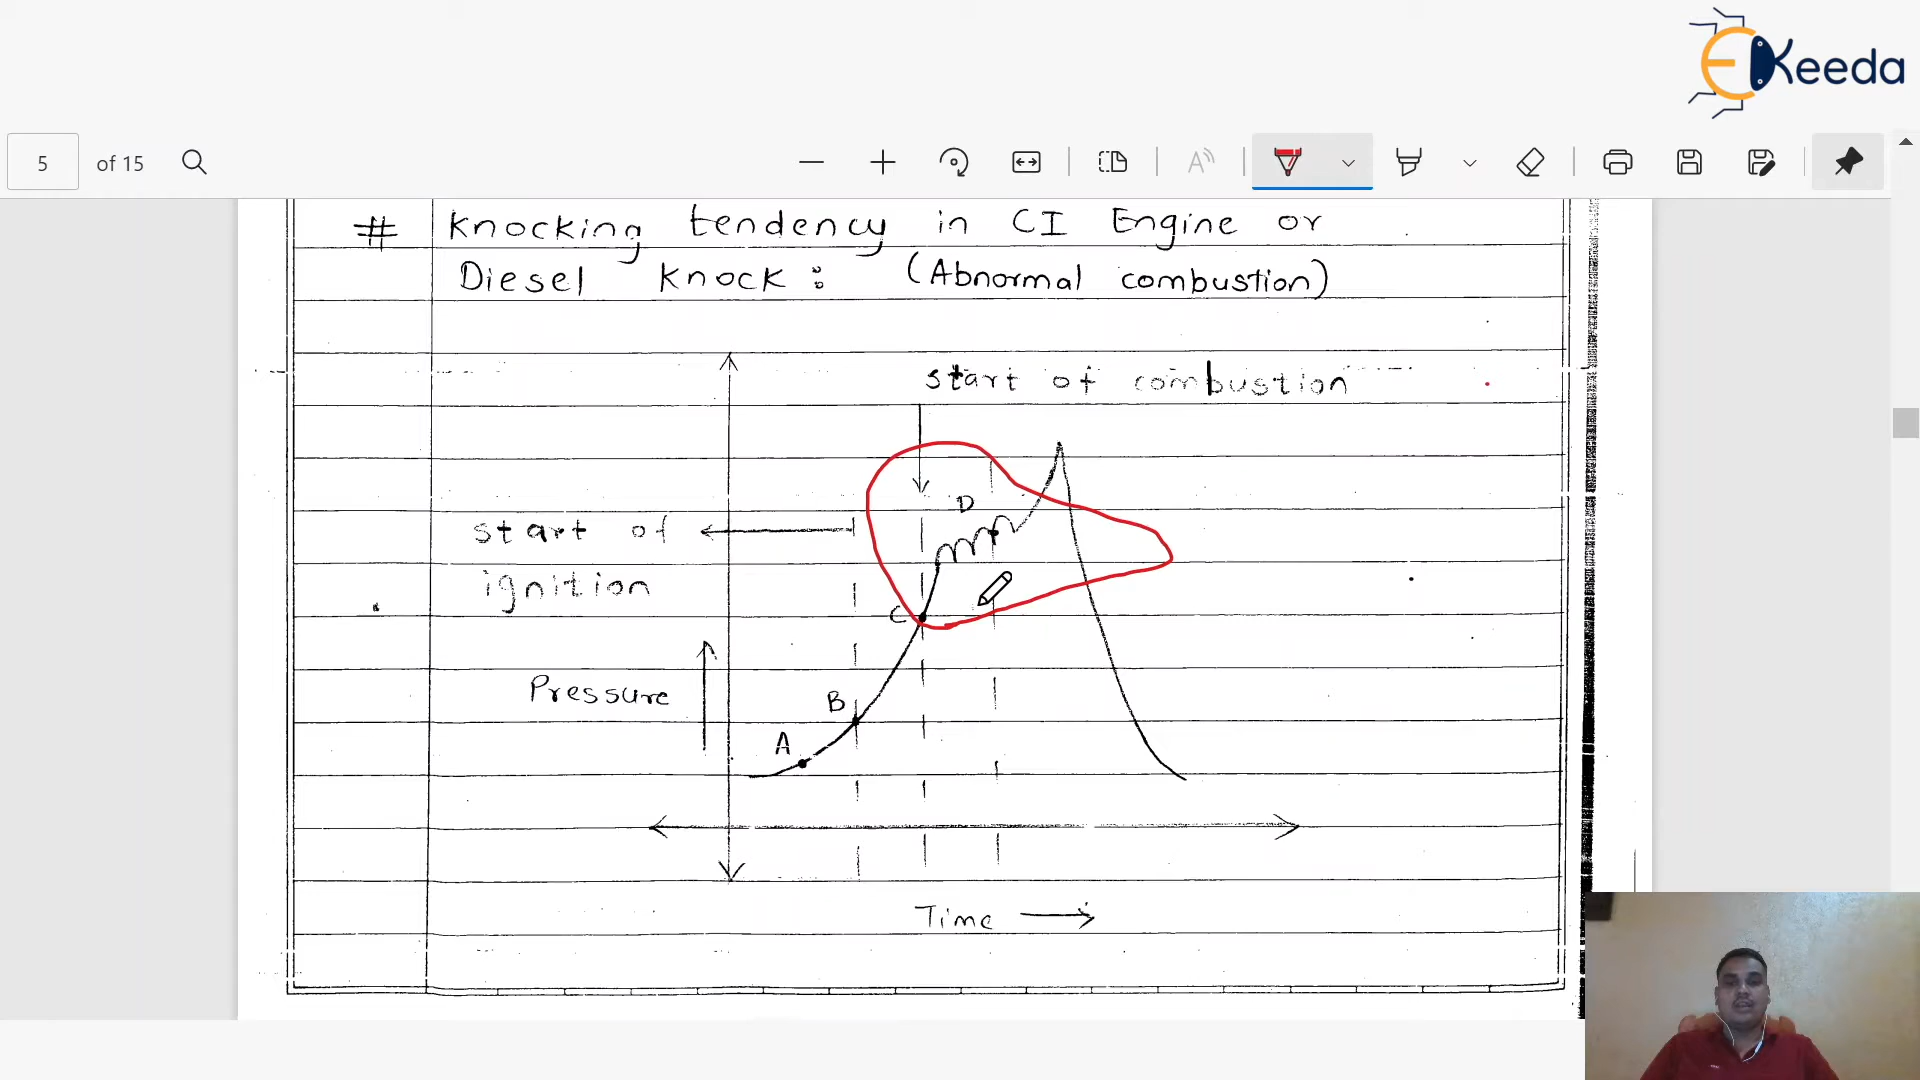 EKeeda
5 of 15
# Knocking tendency in CI Engine or
Diesel Knock : (Abnormal combustion)
start of combustion
D
start of
ignition
C
Pressure
B
A
Time